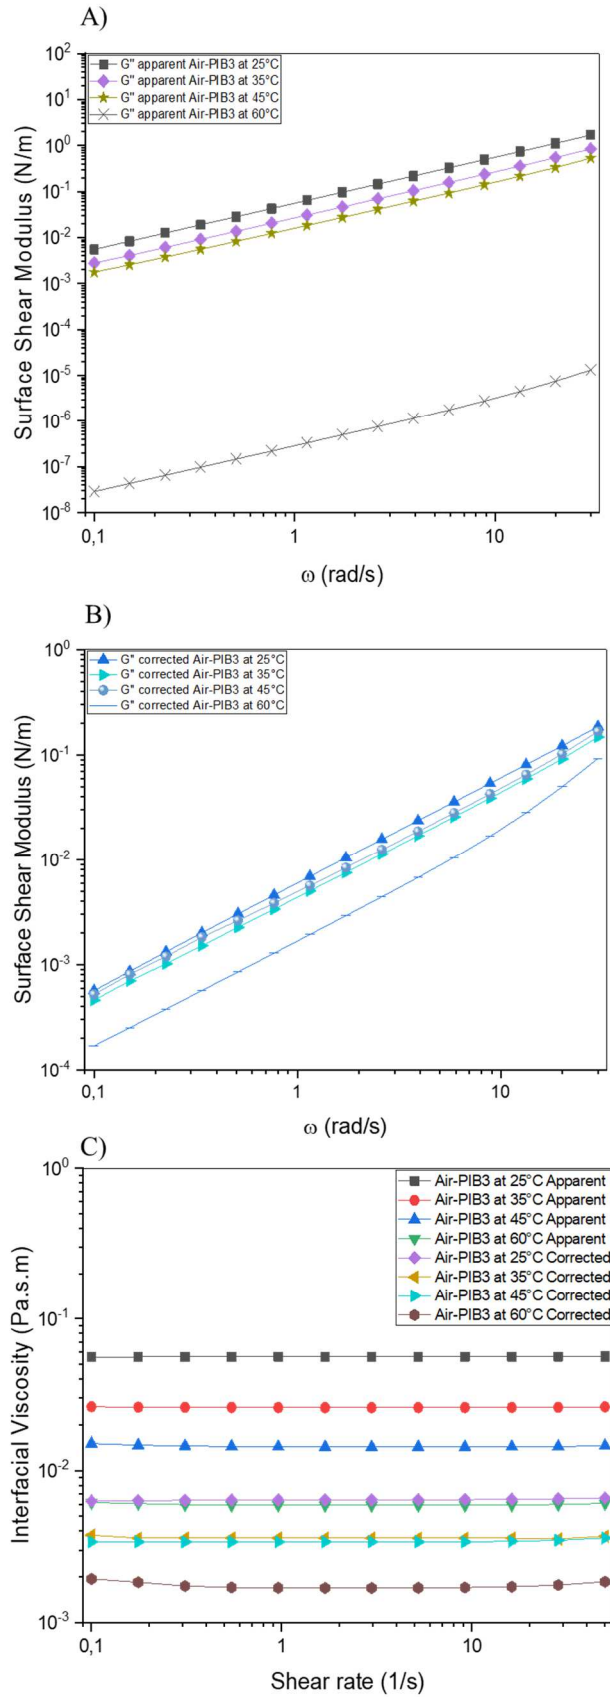 A)
10²
G'' apparent Air-PIB3 at 25°C
G'' apparent Air-PIB3 at 35°C
G'' apparent Air-PIB3 at 45°C
G'' apparent Air-PIB3 at 60°C
10¹
10⁰
10⁻¹
10⁻²
10⁻³
10⁻⁴
10⁻⁵
10⁻⁶
10⁻⁷
10⁻⁸
Surface Shear Modulus (N/m)
0,1 1 10
ω (rad/s)
B)
10⁰
G'' corrected Air-PIB3 at 25°C
G'' corrected Air-PIB3 at 35°C
G'' corrected Air-PIB3 at 45°C
G'' corrected Air-PIB3 at 60°C
10⁻¹
10⁻²
10⁻³
10⁻⁴
Surface Shear Modulus (N/m)
0,1 1 10
ω (rad/s)
C)
10⁰
Air-PIB3 at 25°C Apparent
Air-PIB3 at 35°C Apparent
Air-PIB3 at 45°C Apparent
Air-PIB3 at 60°C Apparent
Air-PIB3 at 25°C Corrected
Air-PIB3 at 35°C Corrected
Air-PIB3 at 45°C Corrected
Air-PIB3 at 60°C Corrected
10⁻¹
10⁻²
10⁻³
Interfacial Viscosity (Pa.s.m)
0,1 1 10
Shear rate (1/s)